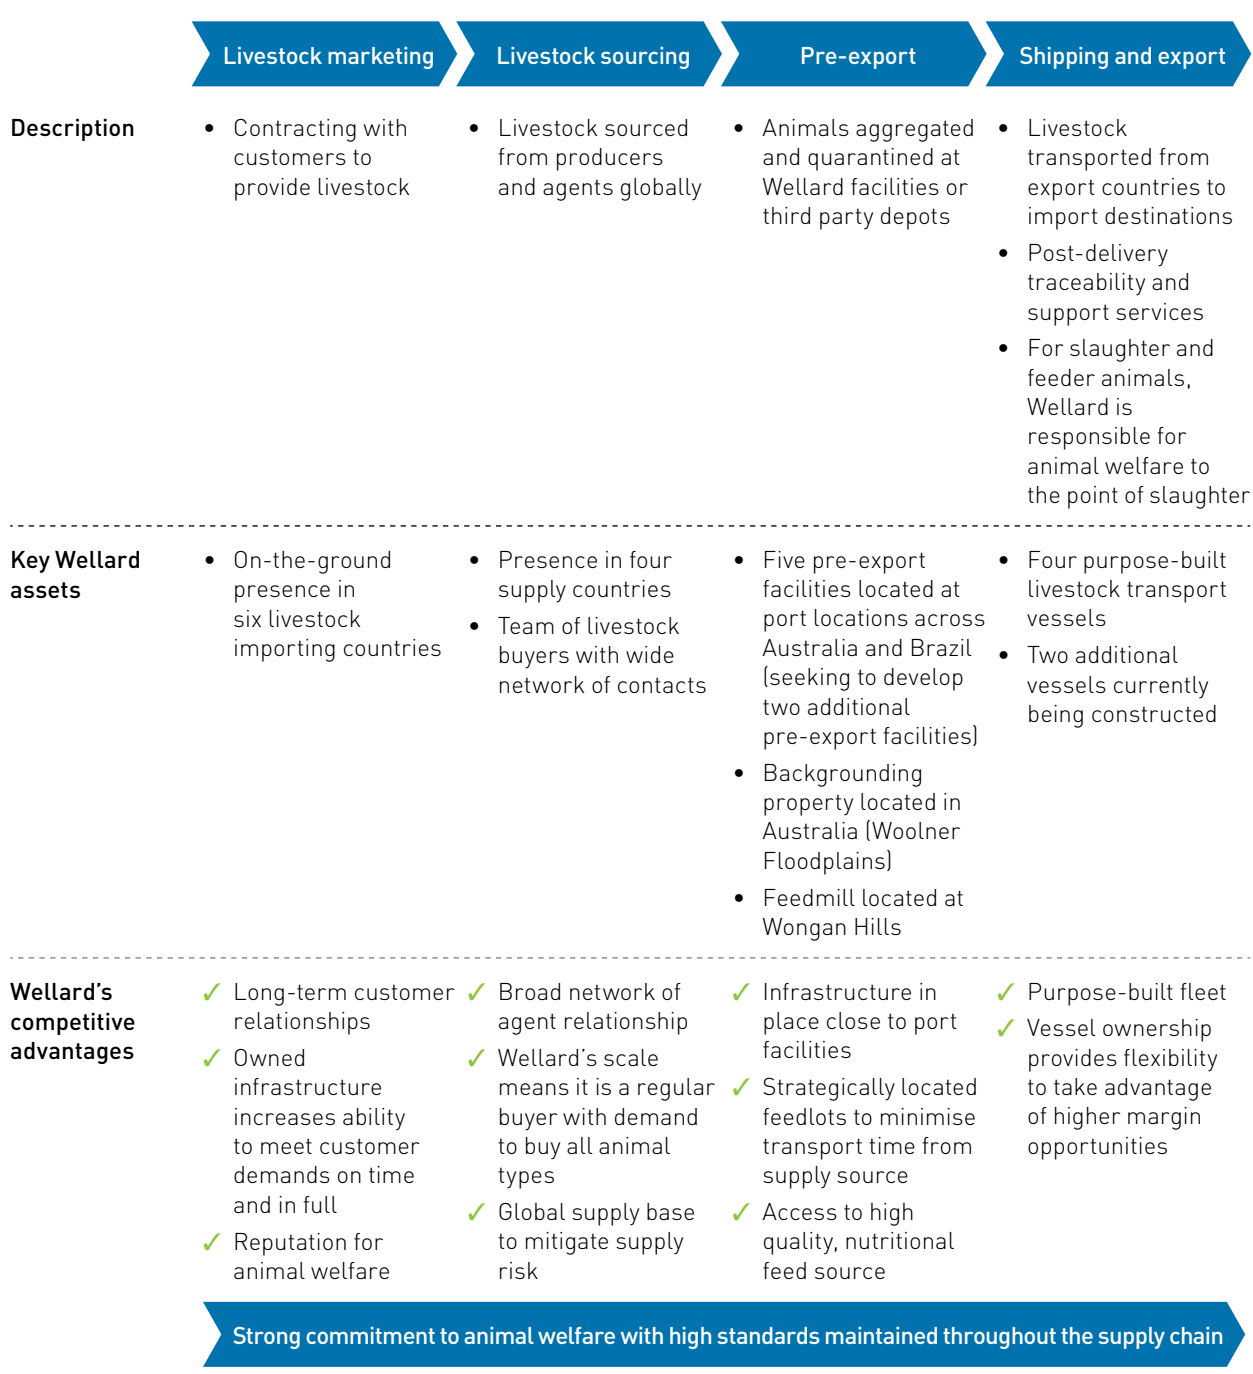 Livestock marketing
Livestock sourcing
Pre-export
Shipping and export
Description
• Contracting with
customers to
provide livestock
• Livestock sourced
from producers
and agents globally
• Animals aggregated
and quarantined at
Wellard facilities or
third party depots
• Livestock
transported from
export countries to
import destinations
• Post-delivery
traceability and
support services
• For slaughter and
feeder animals,
Wellard is
responsible for
animal welfare to
the point of slaughter
Key Wellard
assets
• On-the-ground
presence in
six livestock
importing countries
• Presence in four
supply countries
• Team of livestock
buyers with wide
network of contacts
• Five pre-export
facilities located at
port locations across
Australia and Brazil
(seeking to develop
two additional
pre-export facilities)
• Backgrounding
property located in
Australia (Woolner
Floodplains)
• Feedmill located at
Wongan Hills
• Four purpose-built
livestock transport
vessels
• Two additional
vessels currently
being constructed
Wellard's
competitive
advantages
✓ Long-term customer
relationships
✓ Owned
infrastructure
increases ability
to meet customer
demands on time
and in full
✓ Reputation for
animal welfare
✓ Broad network of
agent relationship
✓ Wellard's scale
means it is a regular
buyer with demand
to buy all animal
types
✓ Global supply base
to mitigate supply
risk
✓ Infrastructure in
place close to port
facilities
✓ Strategically located
feedlots to minimise
transport time from
supply source
✓ Access to high
quality, nutritional
feed source
✓ Purpose-built fleet
✓ Vessel ownership
provides flexibility
to take advantage
of higher margin
opportunities
Strong commitment to animal welfare with high standards maintained throughout the supply chain